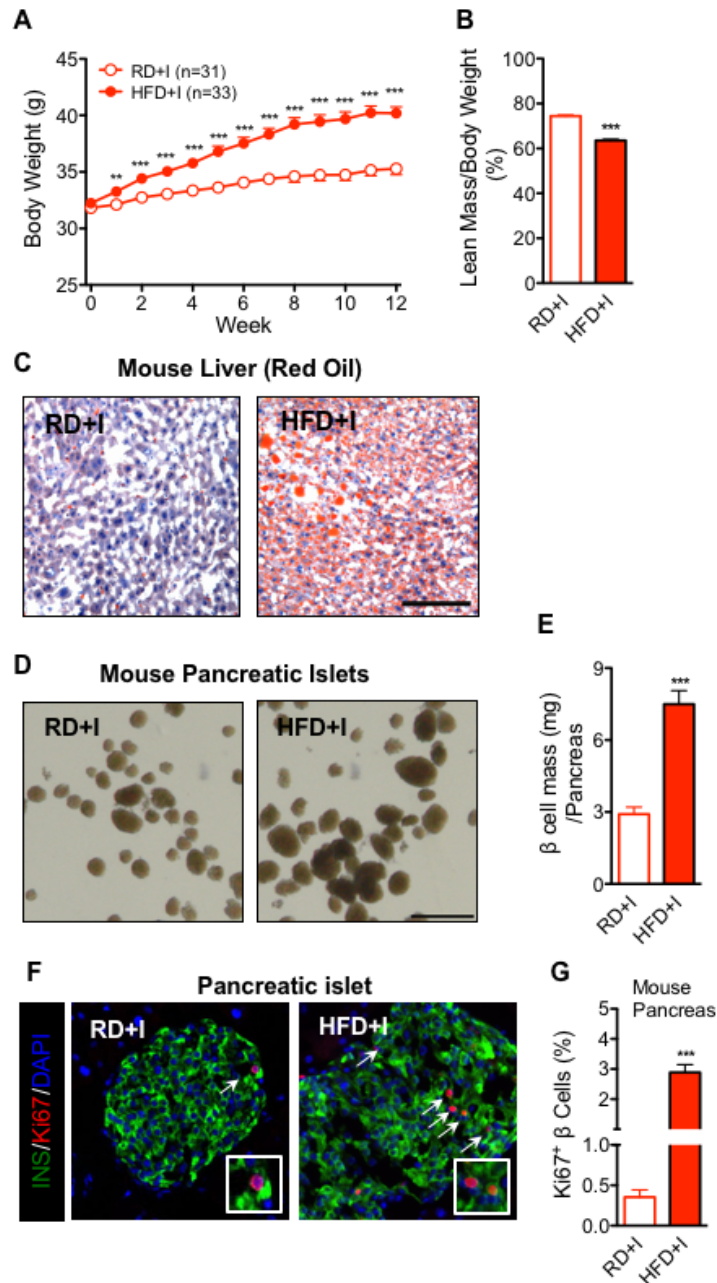 A
Body Weight (g)
45
40
35
30
25
RD+I (n=31)
HFD+I (n=33)
** *** *** *** *** *** *** *** *** *** *** ***
0 2 4 6 8 10 12
Week
B
Lean Mass/Body Weight
(%)
100
80
60
40
20
0
***
RD+I
HFD+I
C
Mouse Liver (Red Oil)
RD+I
HFD+I
D
Mouse Pancreatic Islets
RD+I
HFD+I
E
β cell mass (mg)
/Pancreas
9
6
3
0
***
RD+I
HFD+I
F
Pancreatic islet
INS/Ki67/DAPI
RD+I
HFD+I
G
Mouse
Pancreas
Ki67⁺ β Cells (%)
5
4
3
2
1.0
0.5
0.0
***
RD+I
HFD+I